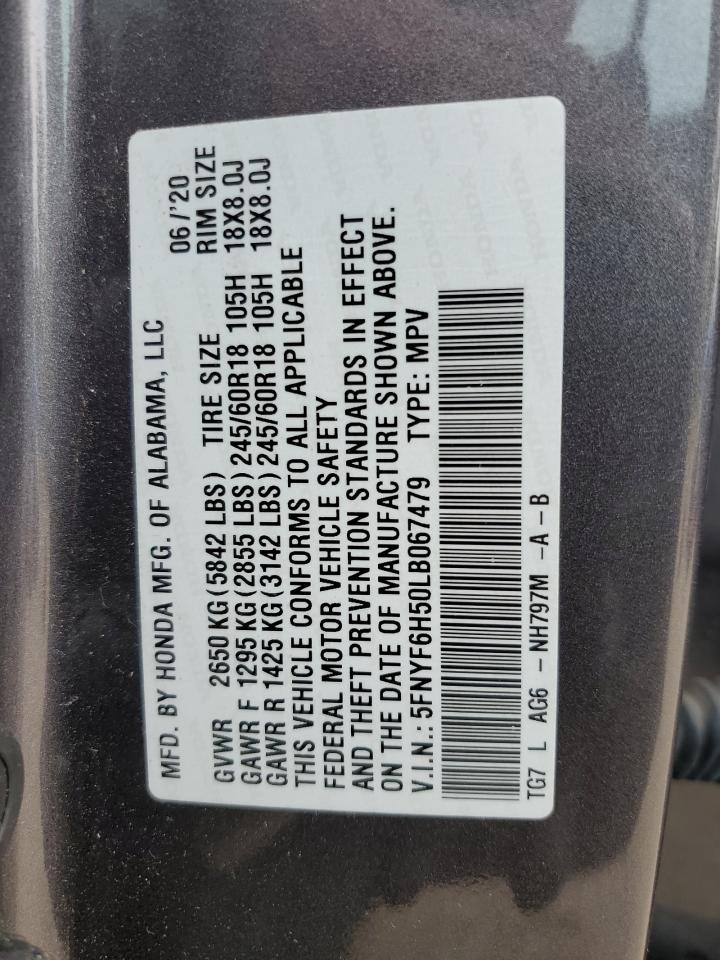 MFD. BY HONDA MFG. OF ALABAMA, LLC 06/'20
GVWR 2650 KG(5842 LBS) TIRE SIZE RIM SIZE
GAWR F 1295 KG(2855 LBS) 245/60R18 105H 18X8.0J
GAWR R 1425 KG(3142 LBS) 245/60R18 105H 18X8.0J
THIS VEHICLE CONFORMS TO ALL APPLICABLE
FEDERAL MOTOR VEHICLE SAFETY
AND THEFT PREVENTION STANDARDS IN EFFECT
ON THE DATE OF MANUFACTURE SHOWN ABOVE.
V.I.N.: 5FNYF6H50LB067479 TYPE: MPV
TG7 L AG6 -NH797M -A-B
HONDA